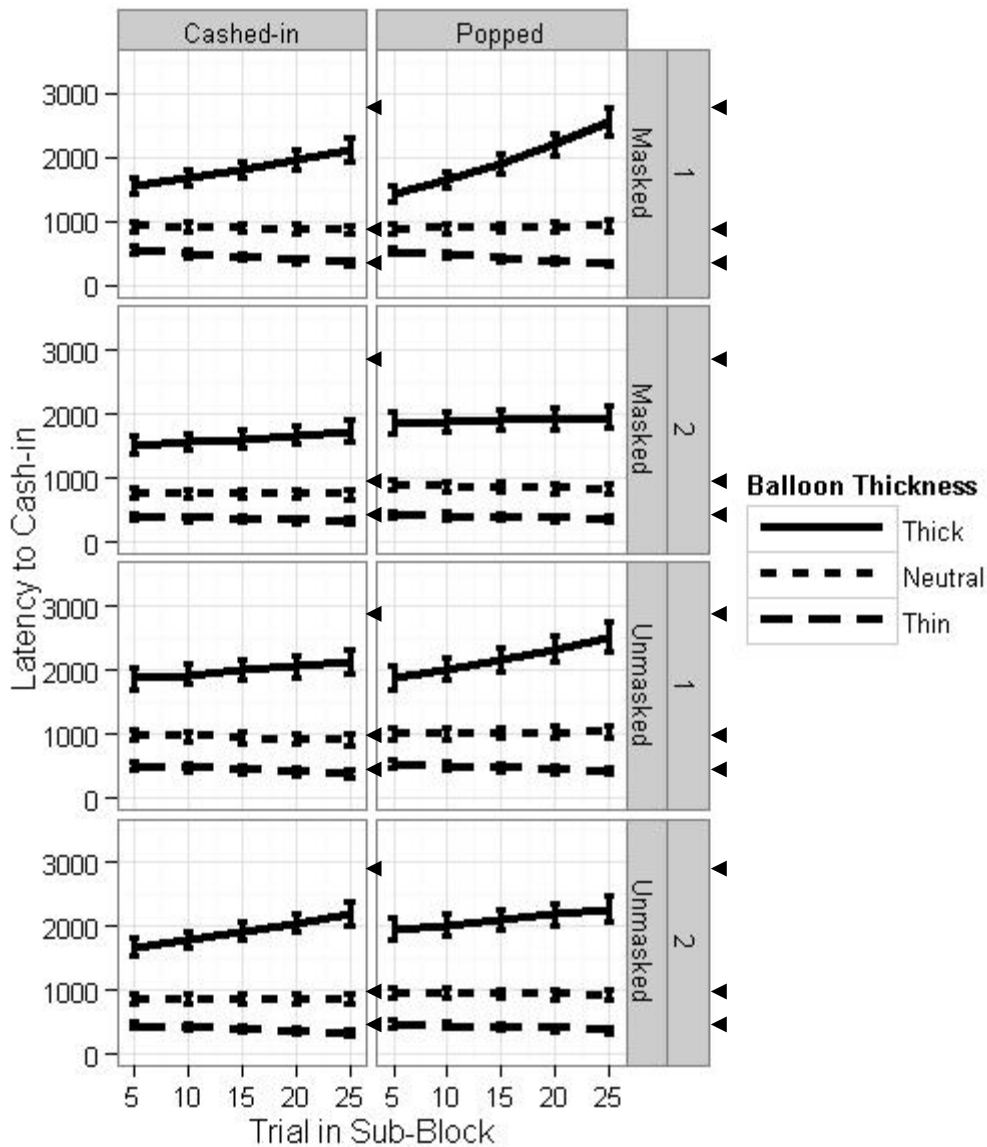 Cashed-in
Popped
Latency to Cash-in
3000
2000
1000
0
Masked
1
3000
2000
1000
0
Masked
2
3000
2000
1000
0
Unmasked
1
3000
2000
1000
0
Unmasked
2
5 10 15 20 25
5 10 15 20 25
Trial in Sub-Block
Balloon Thickness
Thick
Neutral
Thin